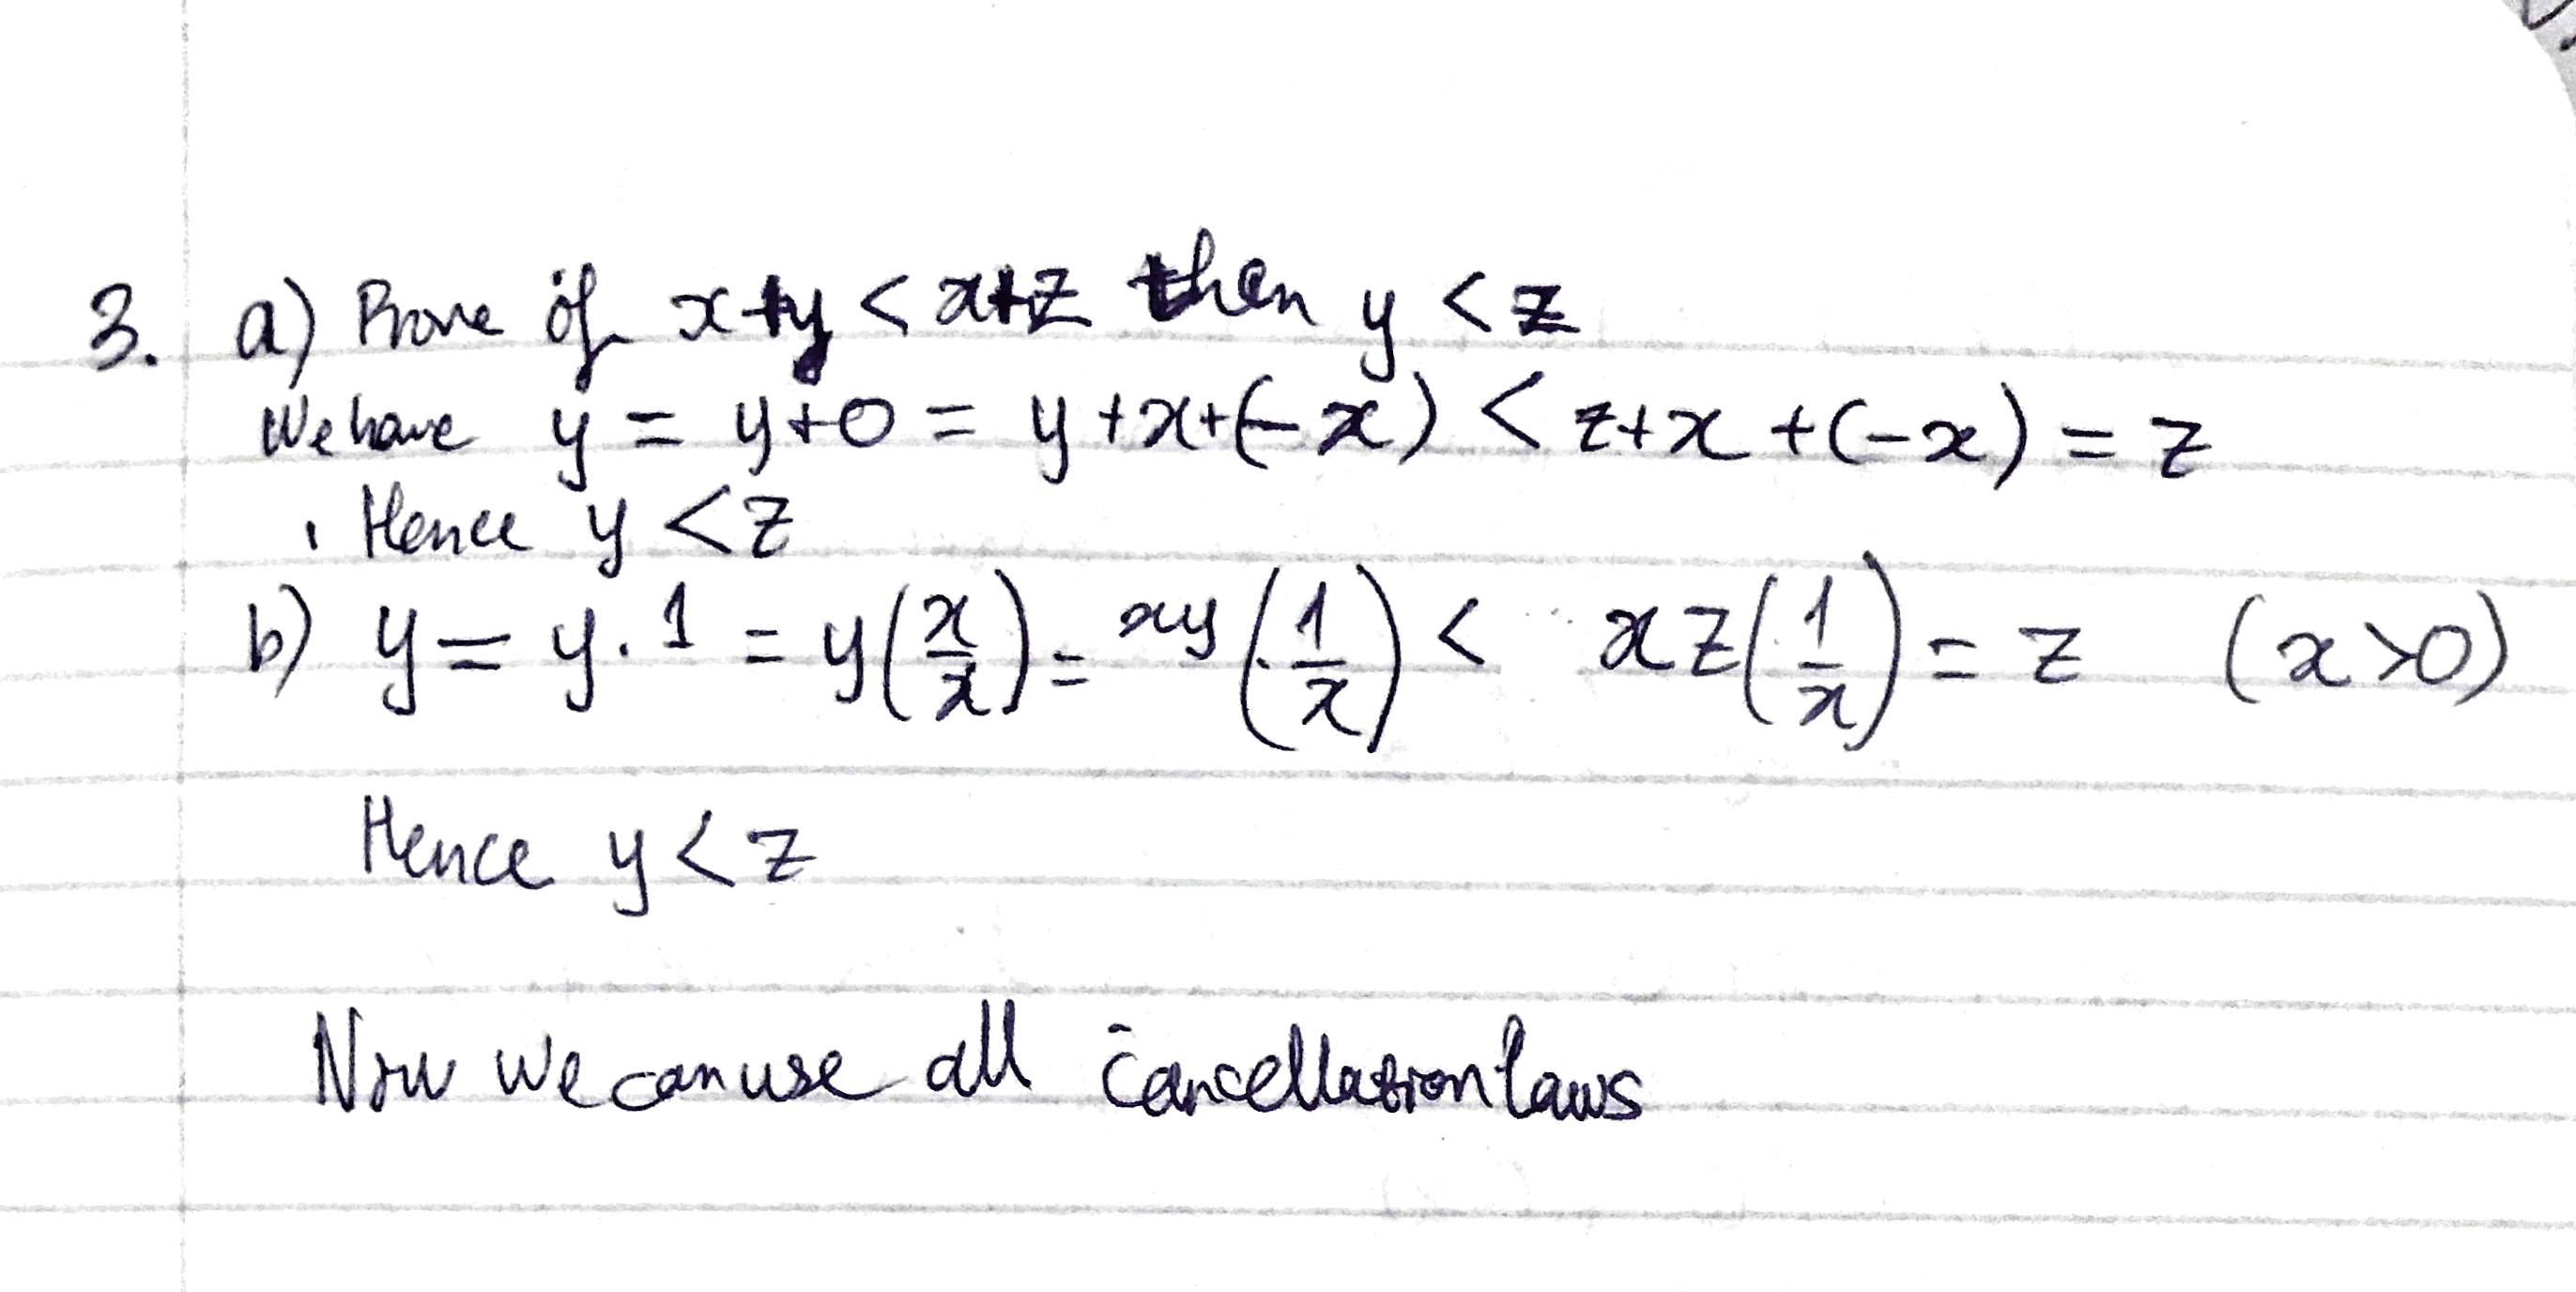 3. a) Prove if x+y < x+z then y < z
We have y = y+0 = y+x+(-x) < z+x+(-x) = z
. Hence y < z
b) y = y.1 = y(x/x) = xy(1/x) < xz(1/x) = z (x>0)
Hence y < z
Now we can use all cancellation laws